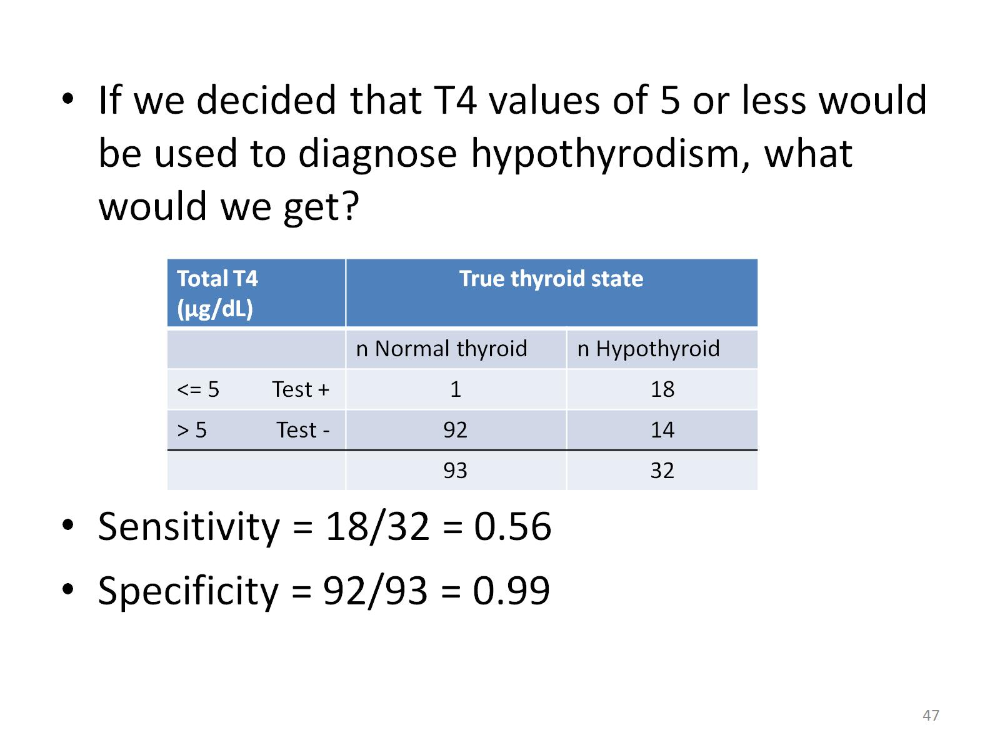 • If we decided that T4 values of 5 or less would
be used to diagnose hypothyrodism, what
would we get?
Total T4 True thyroid state
(µg/dL)
n Normal thyroid n Hypothyroid
<= 5 Test + 1 18
> 5 Test - 92 14
93 32
• Sensitivity = 18/32 = 0.56
• Specificity = 92/93 = 0.99
47